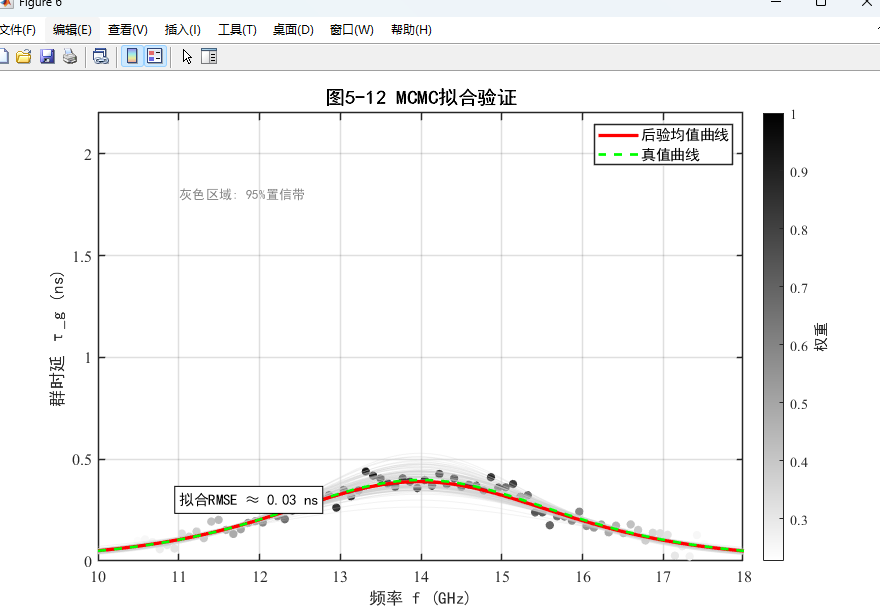 Figure 6
文件(F) 编辑(E) 查看(V) 插入(I) 工具(T) 桌面(D) 窗口(W) 帮助(H)
图5-12 MCMC拟合验证
后验均值曲线
真值曲线
灰色区域: 95%置信带
拟合RMSE ≈ 0.03 ns
群时延 τ_g (ns)
2
1.5
1
0.5
0
10 11 12 13 14 15 16 17 18
频率 f (GHz)
1
0.9
0.8
0.7
0.6
0.5
0.4
0.3
权重